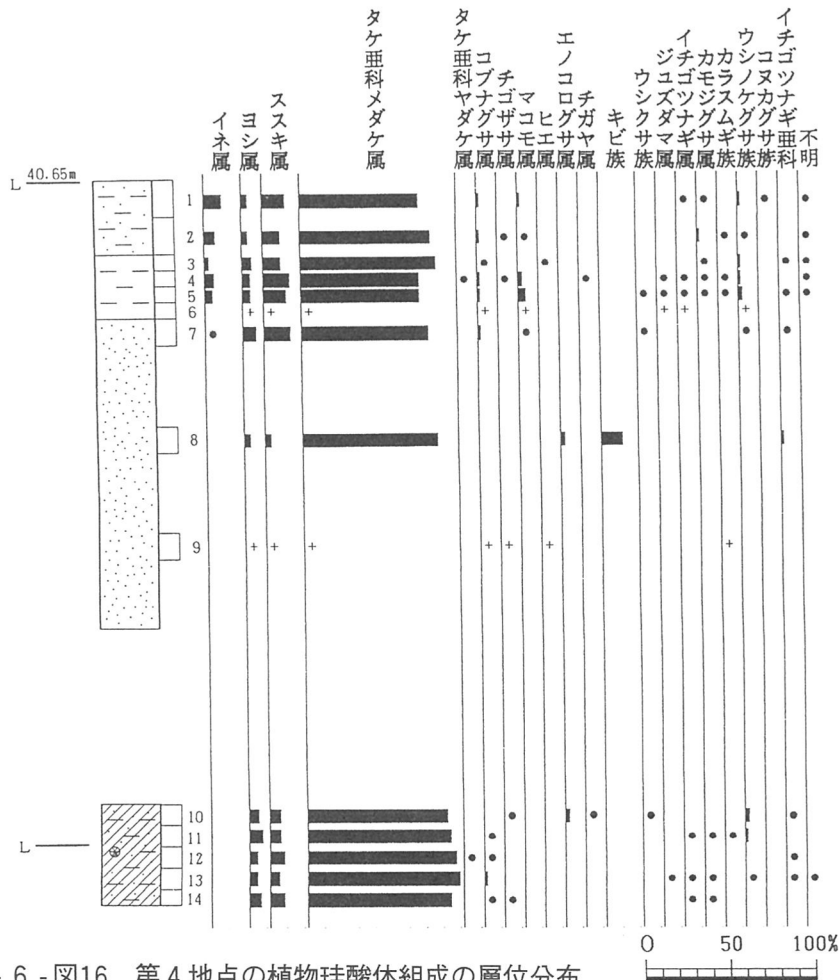 イネ属
ヨシ属
ススキ属
タケ亜科メダケ属
タケ亜科ヤダケ属
コブナグサ属
チゴザサ属
マコモ属
ヒエ属
エノコログサ属
チガヤ属
キビ族
ウシクサ族
ジュズダマ属
イチゴツナギ属
カモジグサ属
カラスムギ族
ウシノケグサ族
コヌカグサ族
イチゴツナギ亜科
不明
L 40.65m
1
2
3
4
5
6
7
8
9
10
11
L
12
13
14
0 50 100%
6 - 図16 第4地点の植物珪酸体組成の層位分布